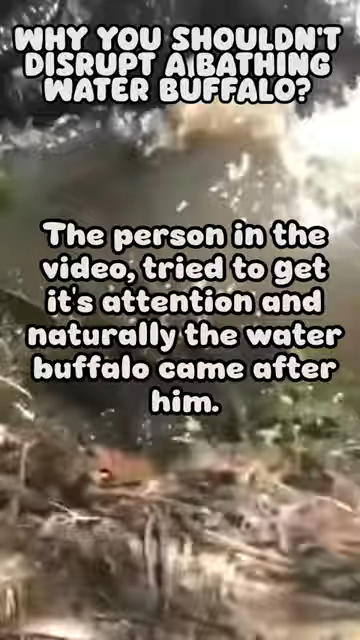 WHY YOU SHOULDN'T
DISRUPT A BATHING
WATER BUFFALO?
The person in the
video, tried to get
it's attention and
naturally the water
buffalo came after
him.